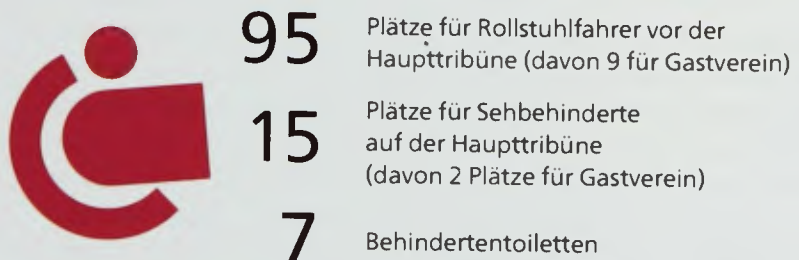 95 Plätze für Rollstuhlfahrer vor der
Haupttribüne (davon 9 für Gastverein)
15 Plätze für Sehbehinderte
auf der Haupttribüne
(davon 2 Plätze für Gastverein)
7 Behindertentoiletten